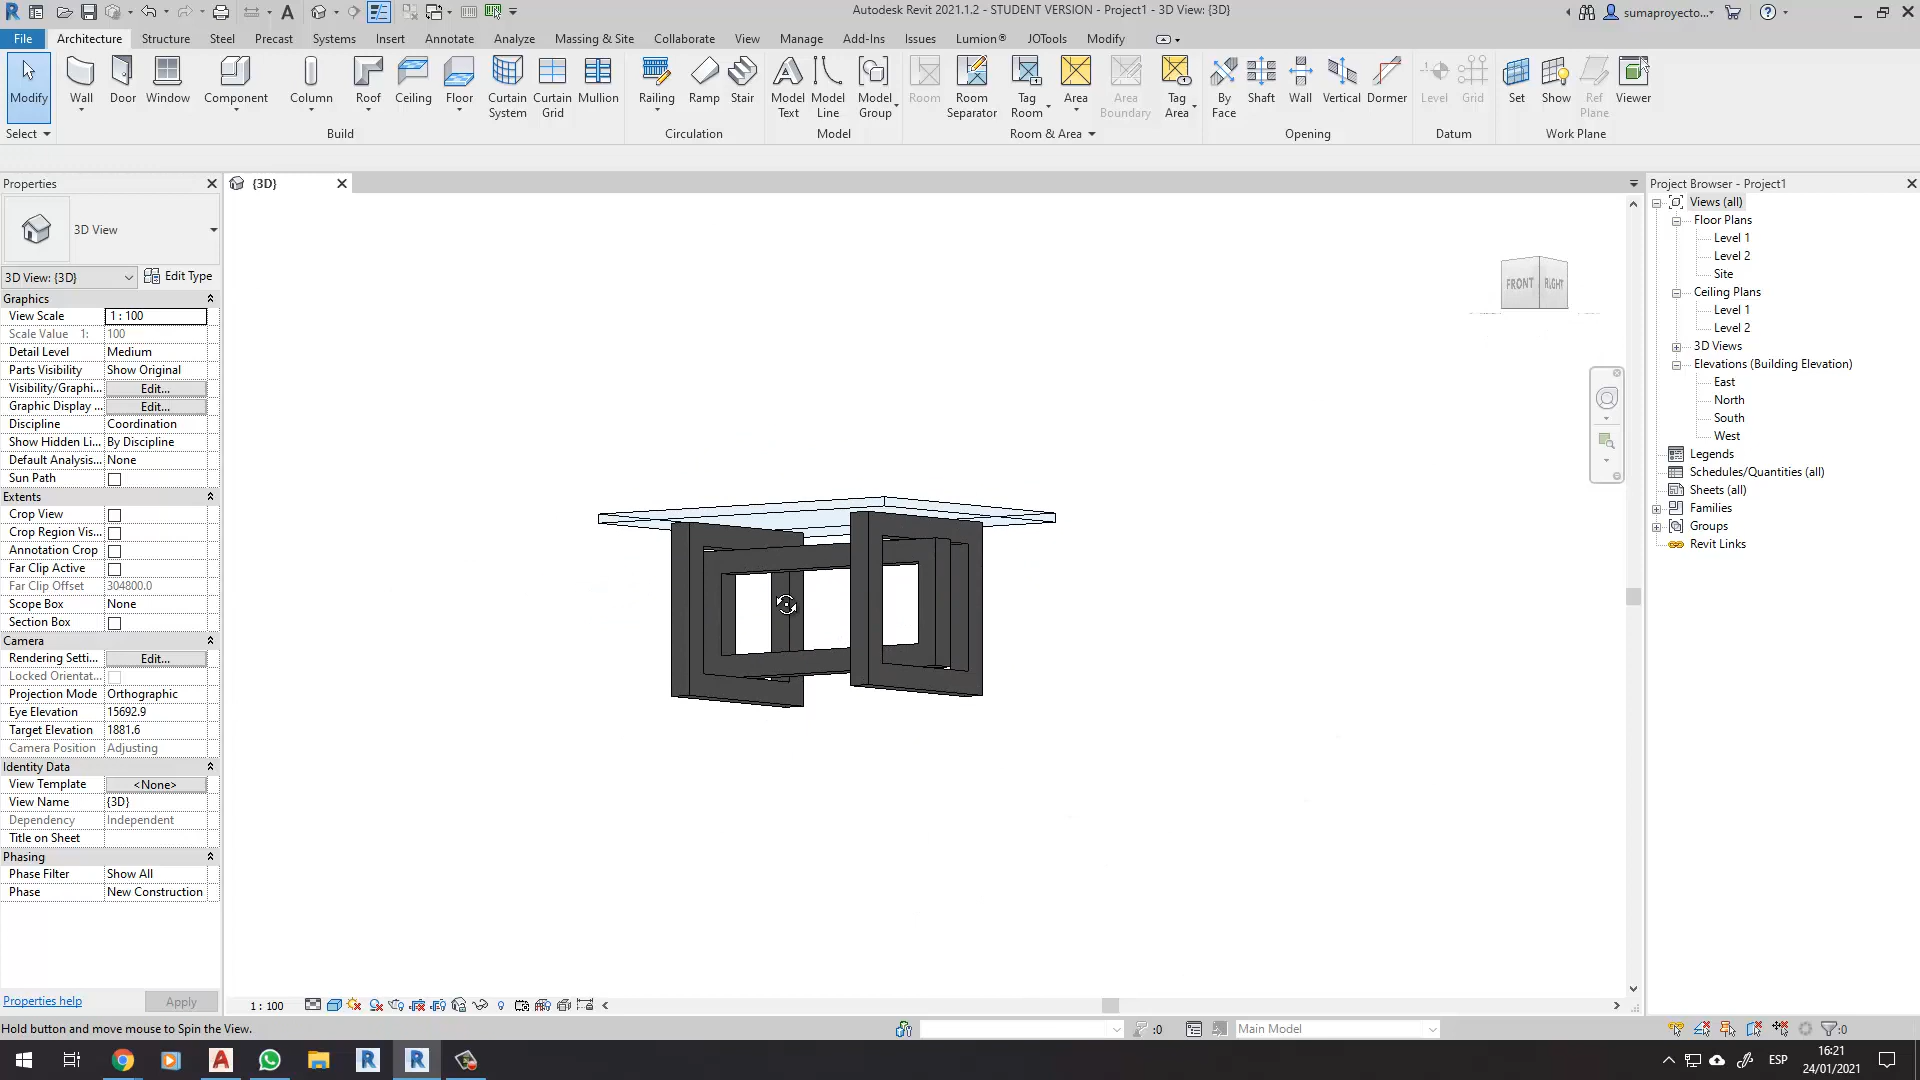 Autodesk Revit 2021.1.2 - STUDENT VERSION - Project1 - 3D View: {3D}
sumaproyecto...
File Architecture Structure Steel Precast Systems Insert Annotate Analyze Massing & Site Collaborate View Manage Add-Ins Issues Lumion® JOTools Modify
Modify Wall Door Window Component Column Roof Ceiling Floor Curtain System Curtain Grid Mullion Railing Ramp Stair Model Text Model Line Model Group Room Room Separator Tag Room Area Area Boundary Tag Area By Face Shaft Wall Vertical Dormer Level Grid Set Show Ref Plane Viewer
Select Build Circulation Model Room & Area Opening Datum Work Plane
Properties
{3D}
Project Browser - Project1
3D View
3D View: {3D}
Edit Type
Graphics
View Scale 1 : 100
Scale Value 1: 100
Detail Level Medium
Parts Visibility Show Original
Visibility/Graphi... Edit...
Graphic Display ... Edit...
Discipline Coordination
Show Hidden Li... By Discipline
Default Analysis... None
Sun Path
Extents
Crop View
Crop Region Vis...
Annotation Crop
Far Clip Active
Far Clip Offset 304800.0
Scope Box None
Section Box
Camera
Rendering Setti... Edit...
Locked Orientat...
Projection Mode Orthographic
Eye Elevation 15692.9
Target Elevation 1881.6
Camera Position Adjusting
Identity Data
View Template <None>
View Name {3D}
Dependency Independent
Title on Sheet
Phasing
Phase Filter Show All
Phase New Construction
Properties help
Apply
FRONT RIGHT
Views (all)
Floor Plans
Level 1
Level 2
Site
Ceiling Plans
Level 1
Level 2
3D Views
Elevations (Building Elevation)
East
North
South
West
Legends
Schedules/Quantities (all)
Sheets (all)
Families
Groups
Revit Links
1 : 100
Hold button and move mouse to Spin the View.
:0
Main Model
:0
ESP
16:21
24/01/2021